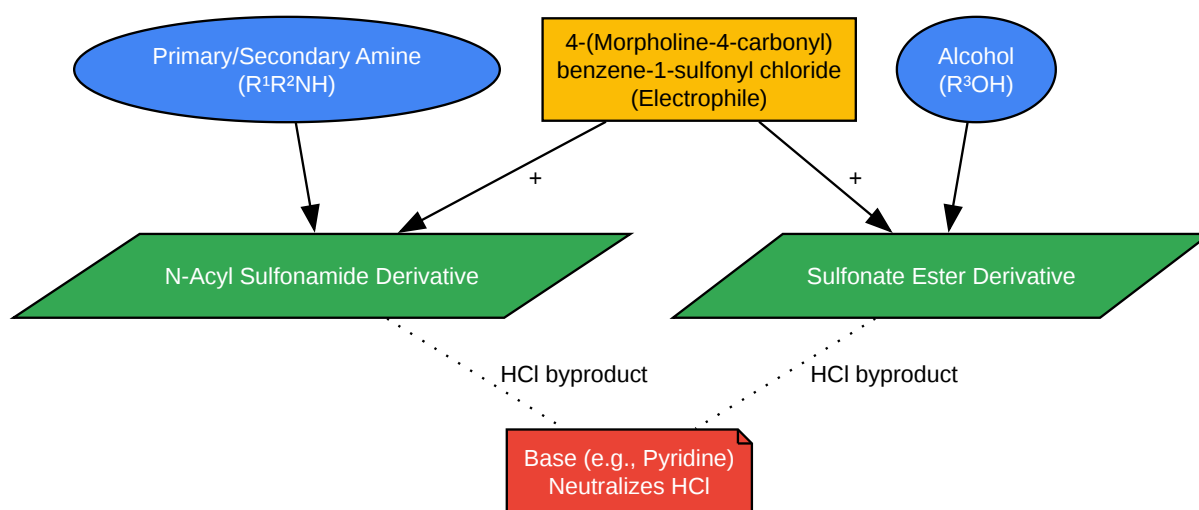 Primary/Secondary Amine
(R¹R²NH)
4-(Morpholine-4-carbonyl)
benzene-1-sulfonyl chloride
(Electrophile)
Alcohol
(R³OH)
+
+
N-Acyl Sulfonamide Derivative
Sulfonate Ester Derivative
HCl byproduct
HCl byproduct
Base (e.g., Pyridine)
Neutralizes HCl